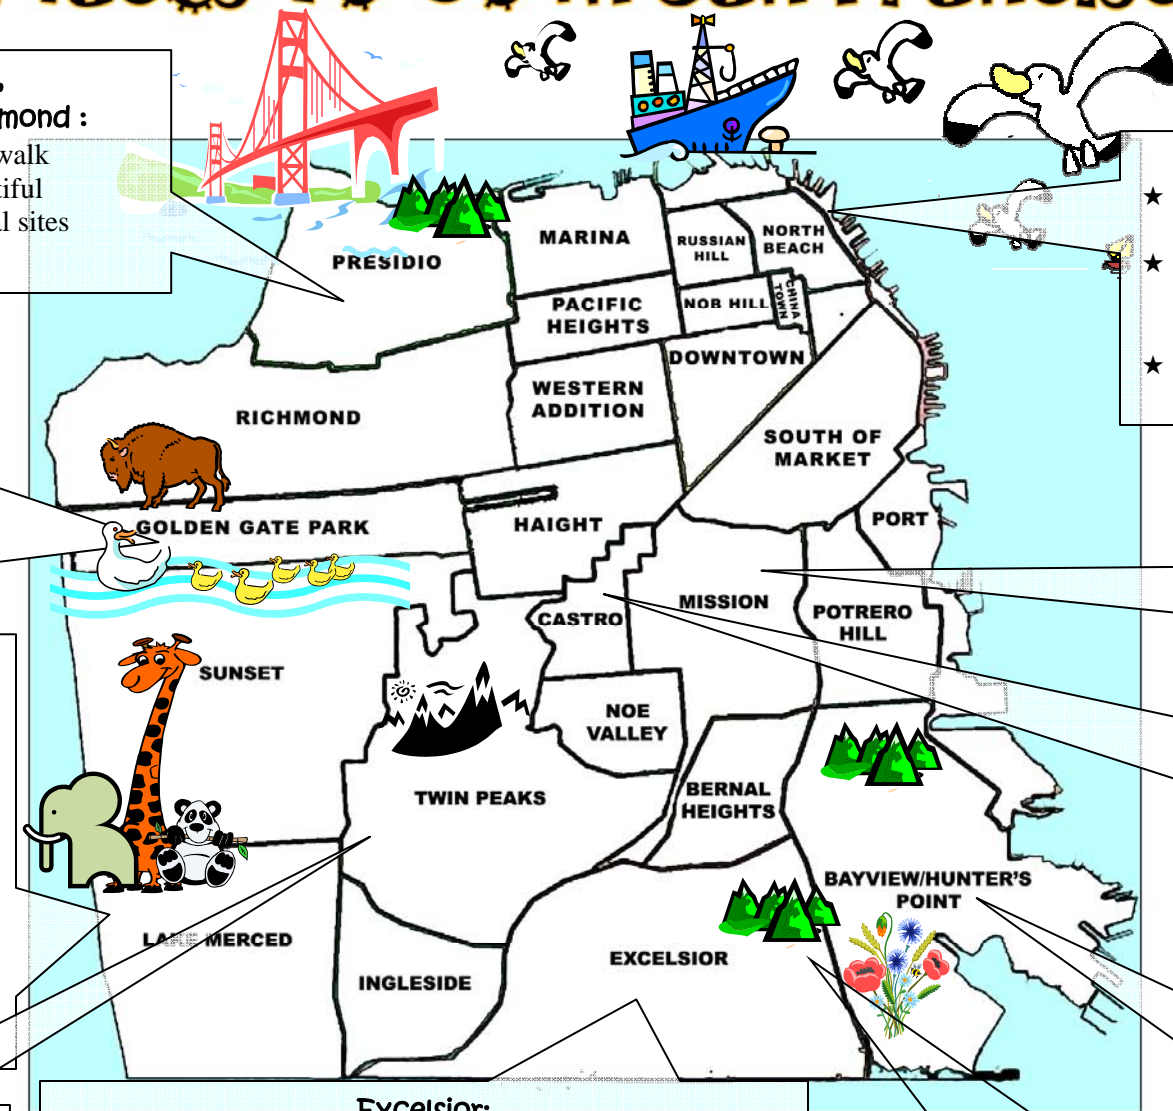 mond :
walk
tiful
al sites
MARINA
RUSSIAN
HILL
NORTH
BEACH
PRESIDIO
PACIFIC
HEIGHTS
NOB HILL
CHINA
TOWN
DOWNTOWN
WESTERN
ADDITION
RICHMOND
SOUTH OF
MARKET
GOLDEN GATE PARK
HAIGHT
PORT
MISSION
CASTRO
POTRERO
HILL
SUNSET
NOE
VALLEY
TWIN PEAKS
BERNAL
HEIGHTS
BAYVIEW/HUNTER'S
POINT
LAKE MERCED
EXCELSIOR
INGLESIDE
Excelsior: